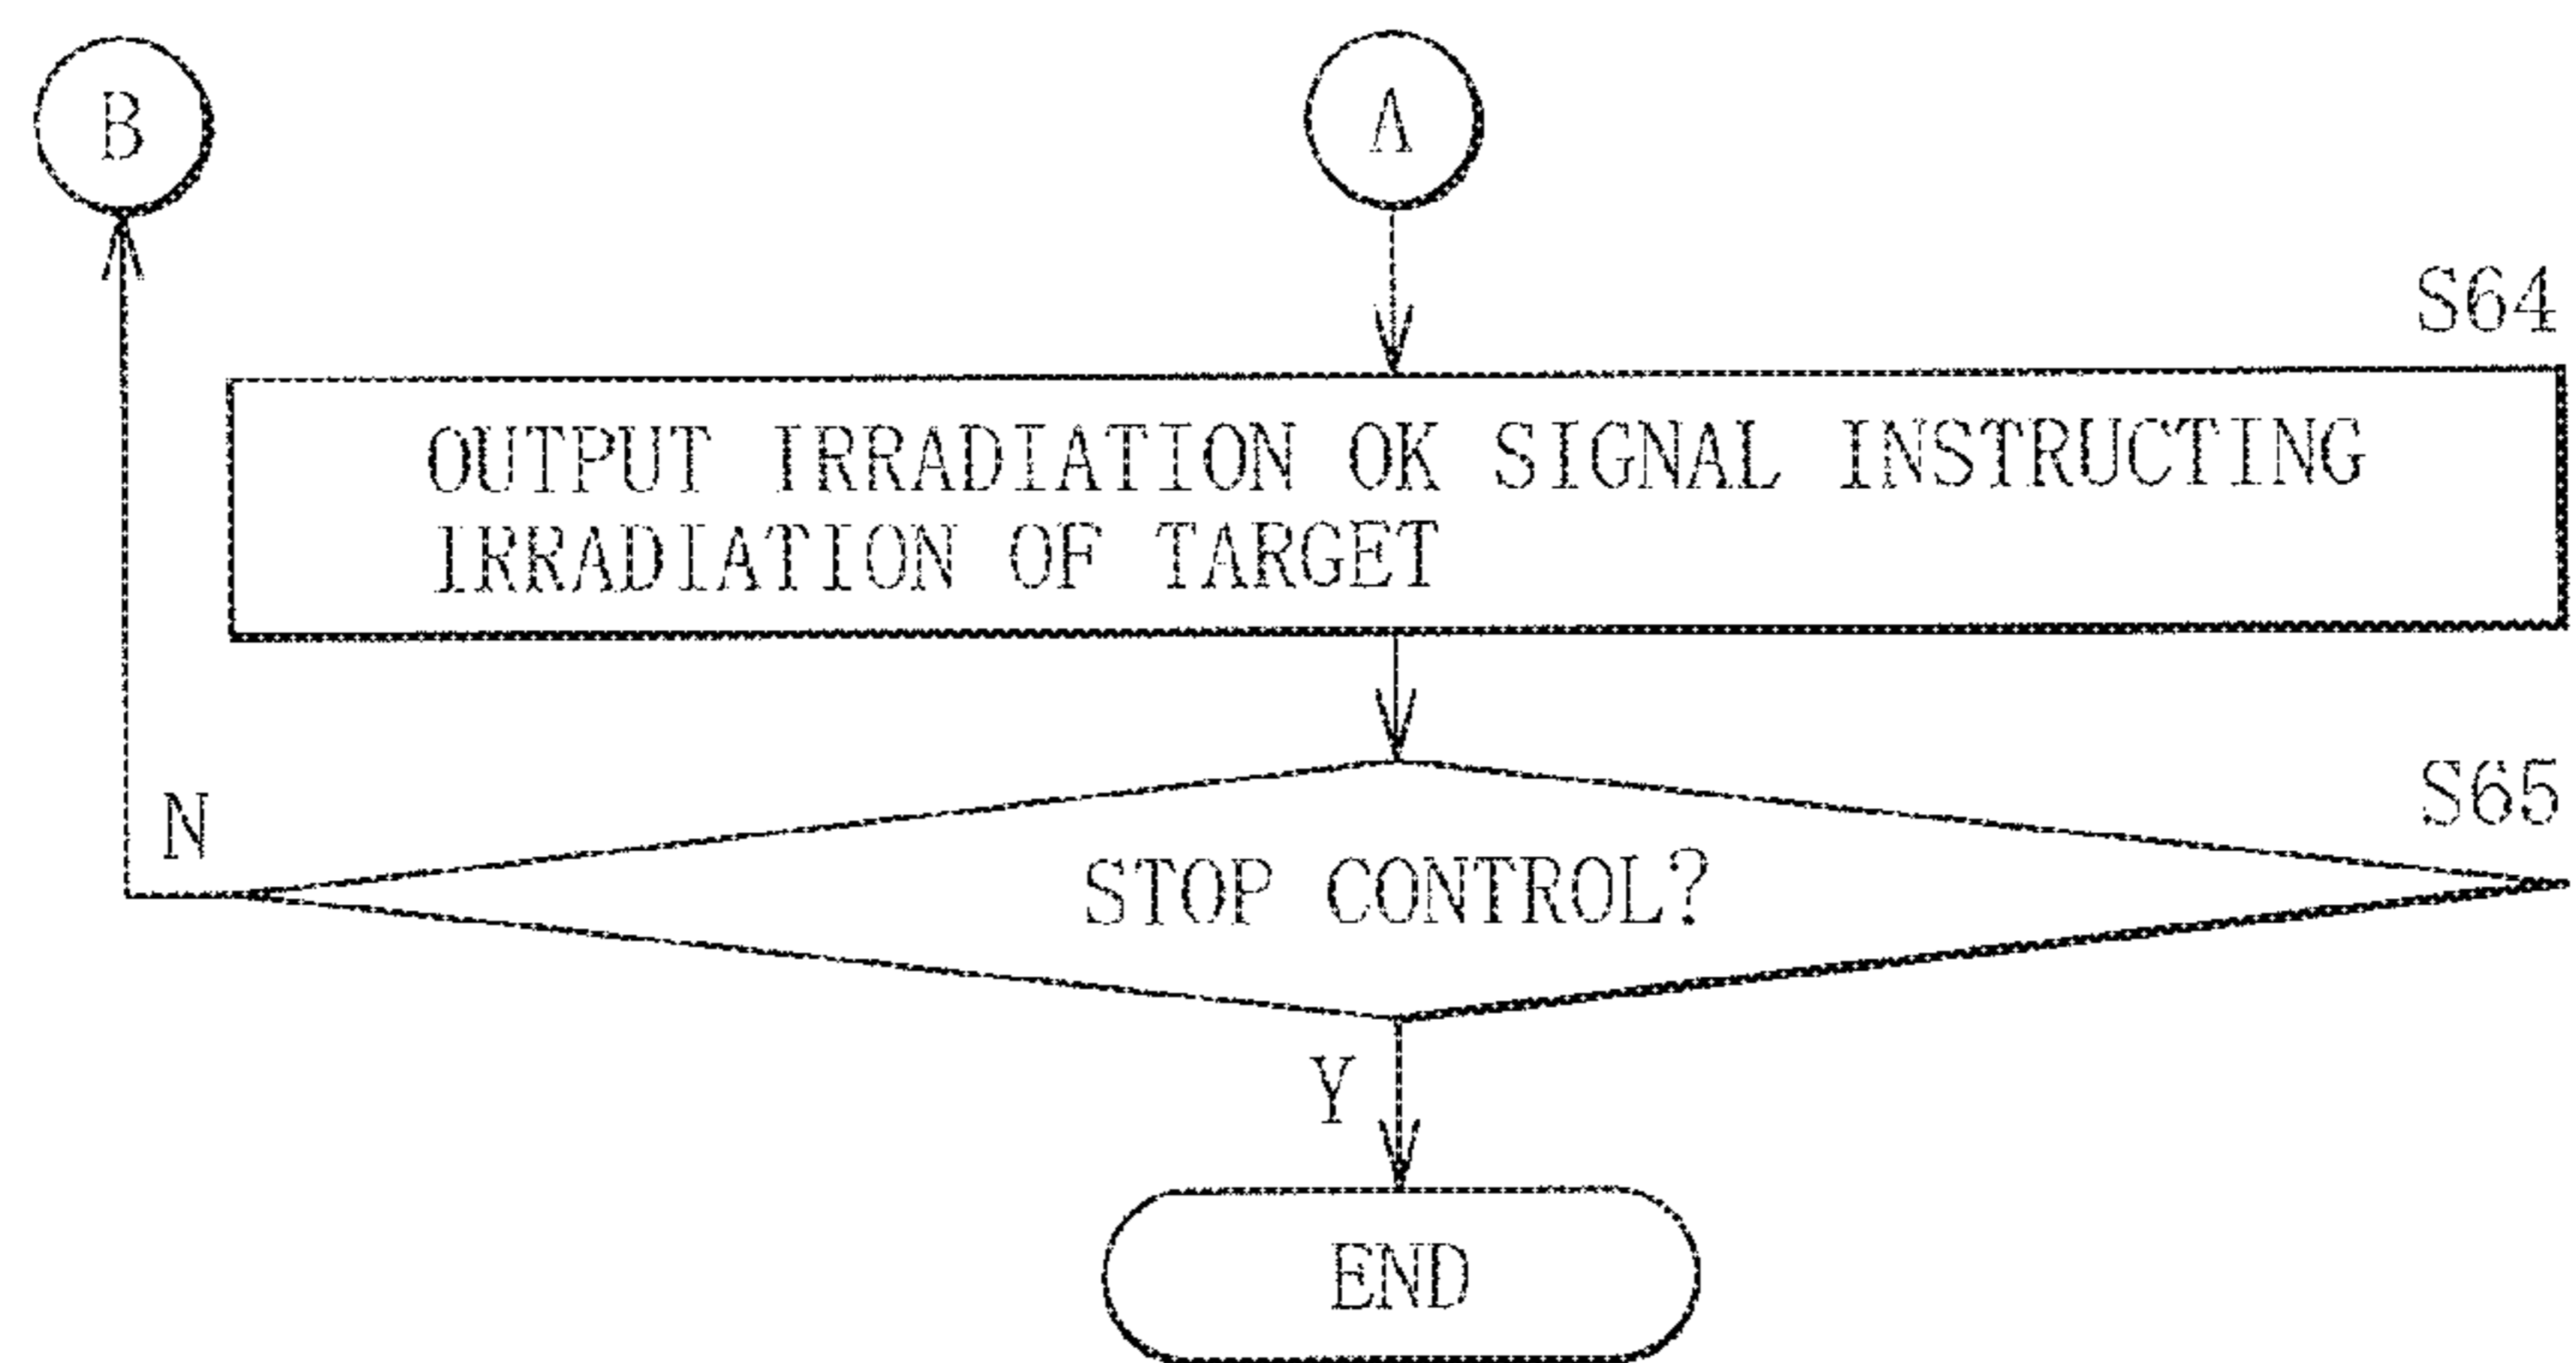 B
A
S64
OUTPUT IRRADIATION OK SIGNAL INSTRUCTING
IRRADIATION OF TARGET
S65
N
STOP CONTROL?
Y
END